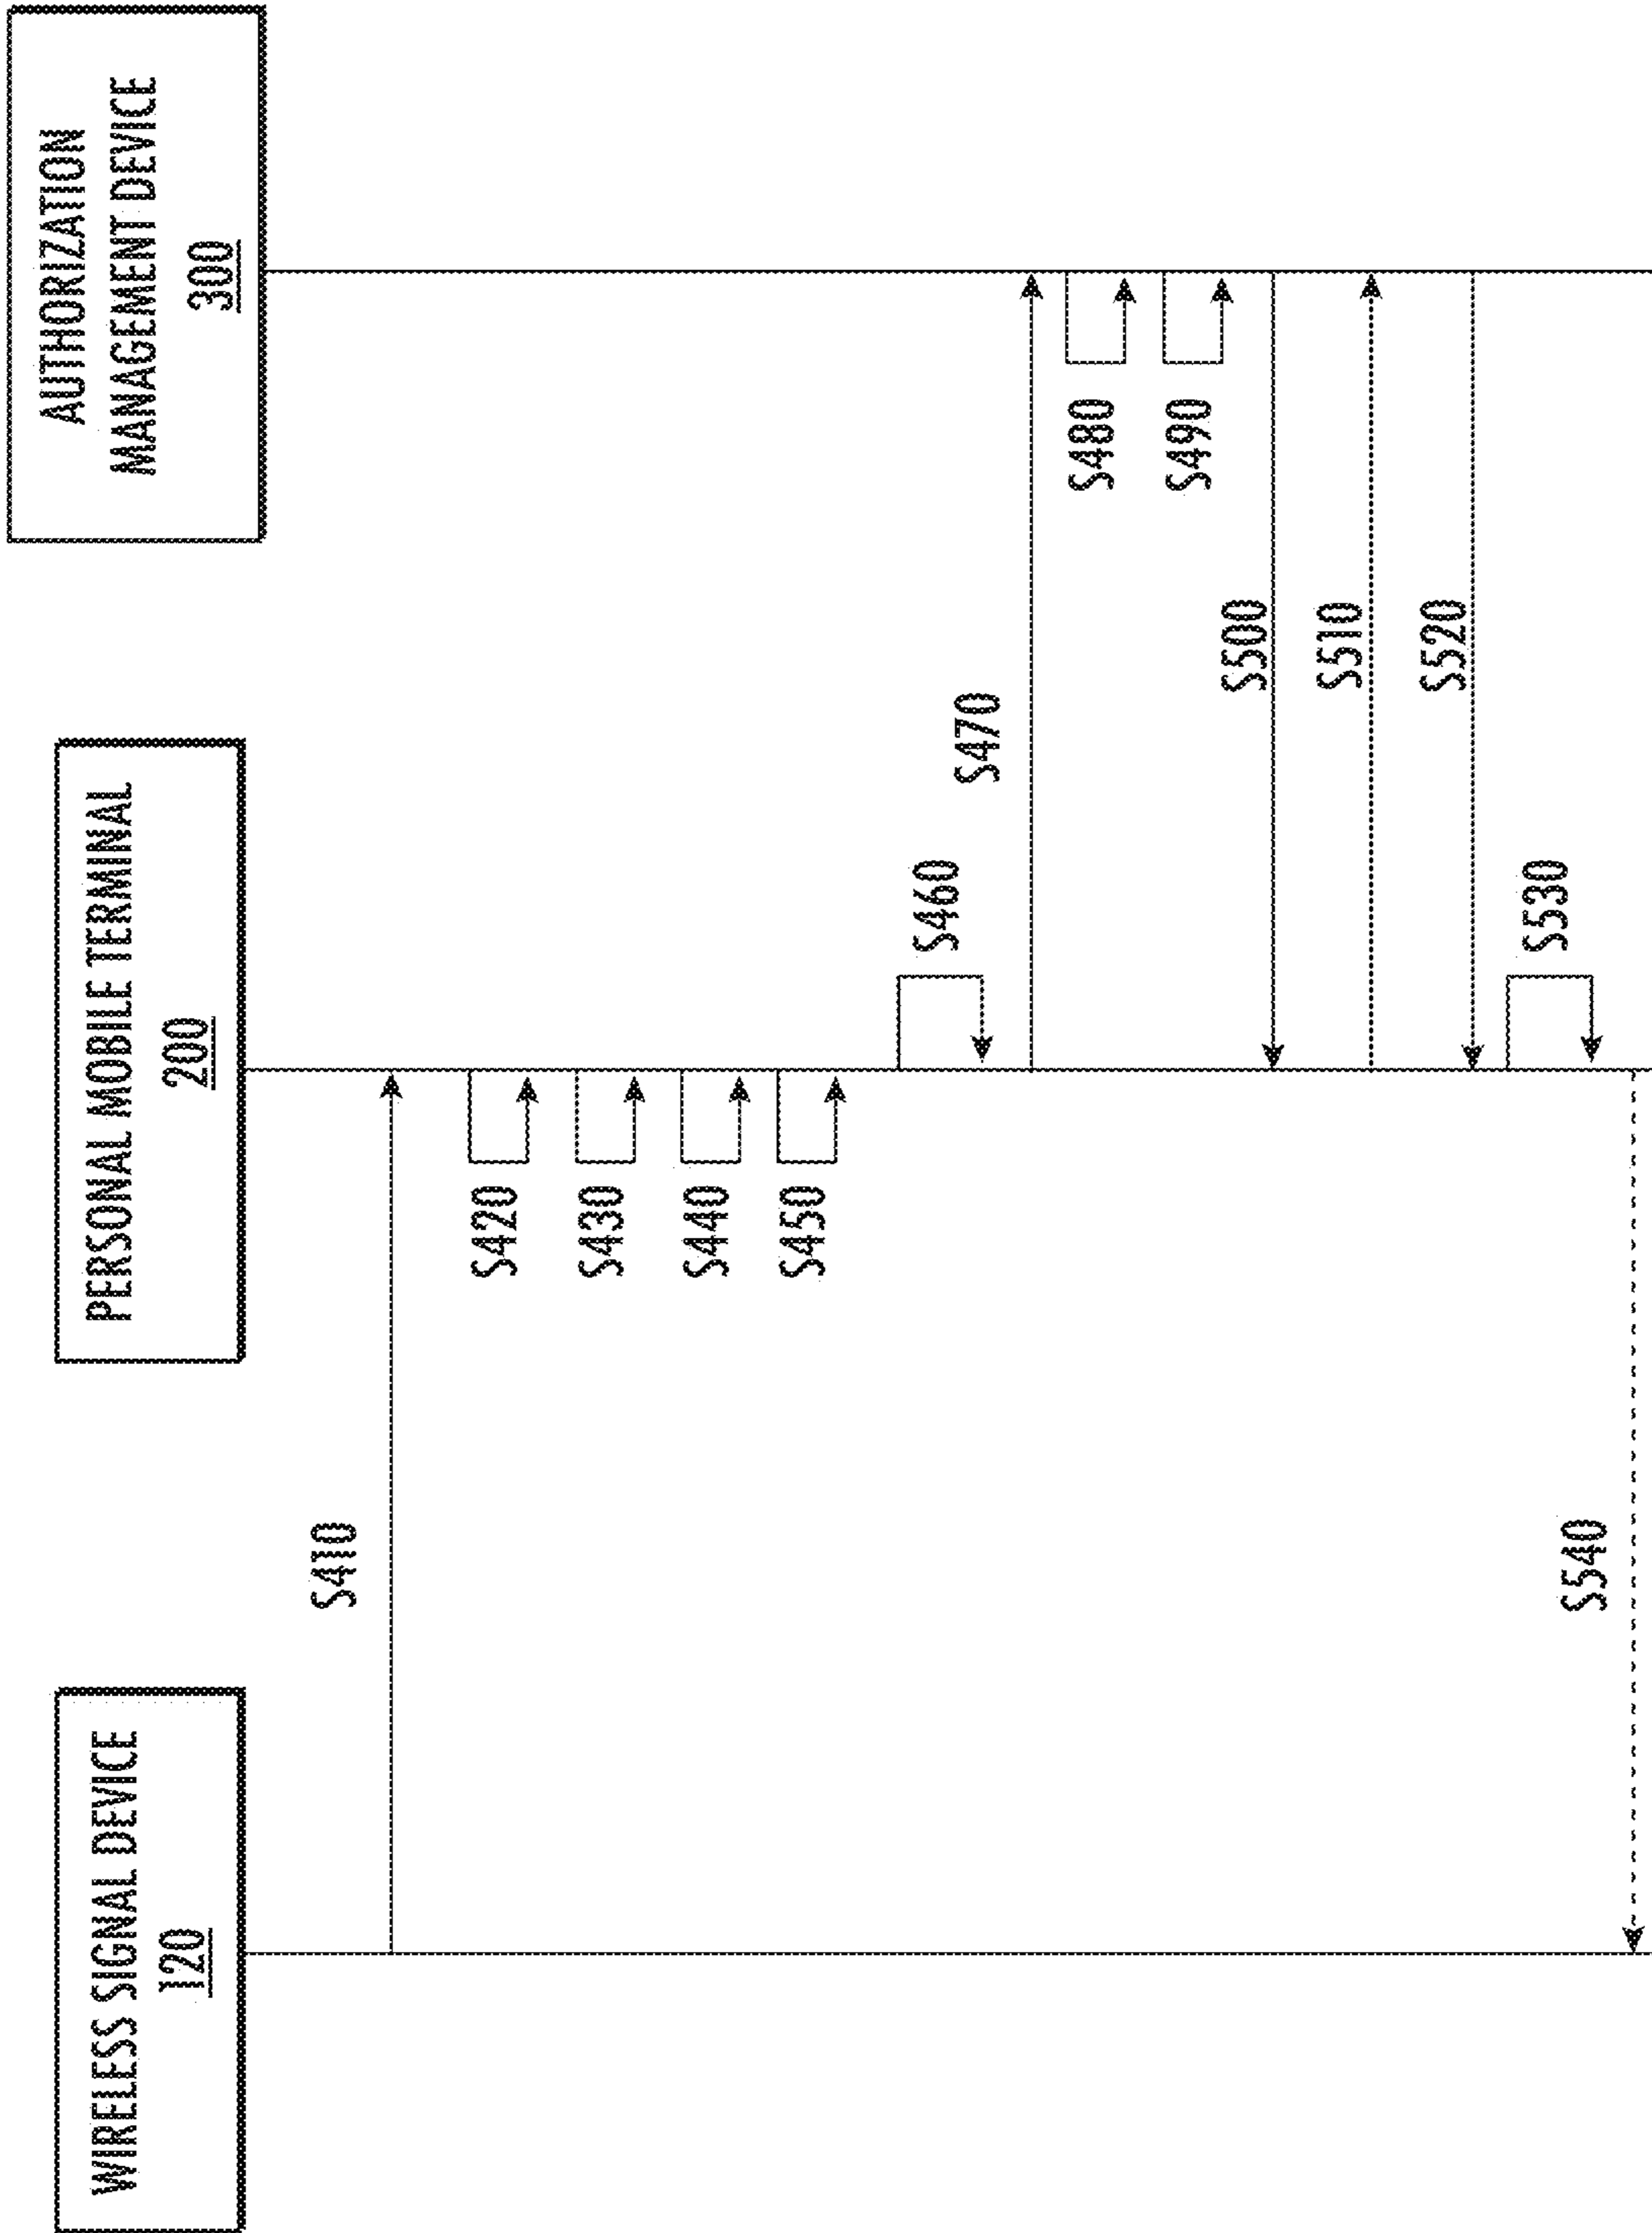 WIRELESS SIGNAL DEVICE
120
PERSONAL MOBILE TERMINAL
200
AUTHORIZATION
MANAGEMENT DEVICE
300
S410
S420
S430
S440
S450
S460
S470
S480
S490
S500
S510
S520
S530
S540